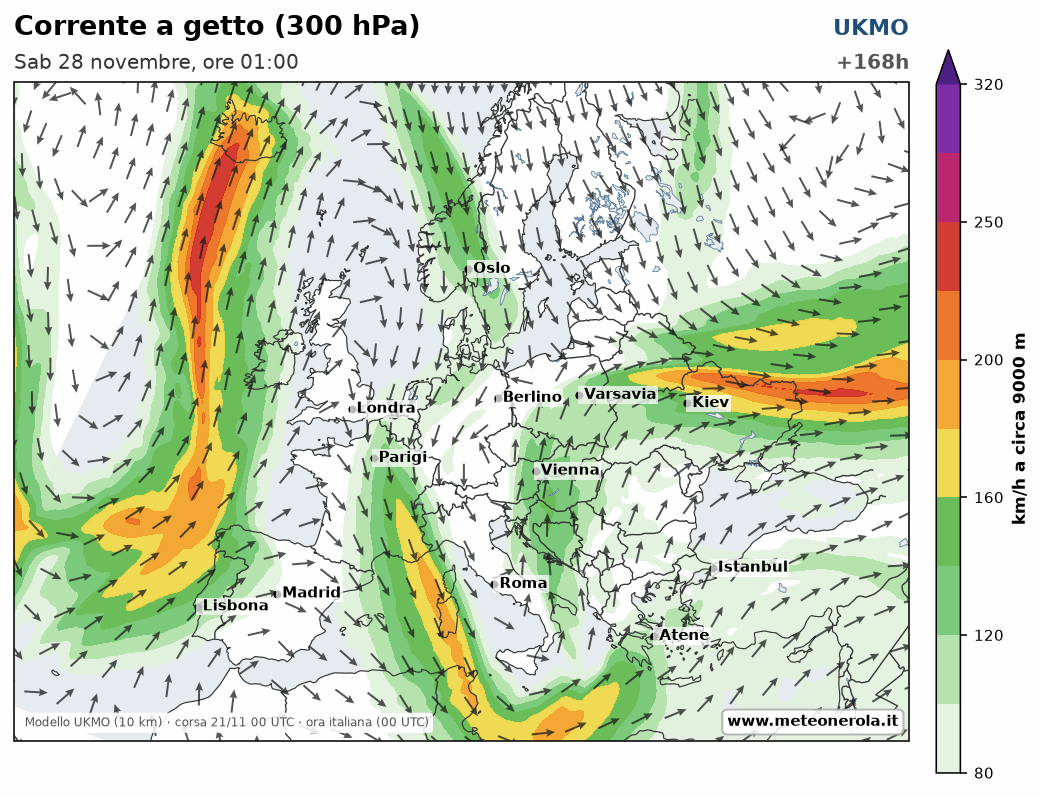 Corrente a getto (300 hPa)
UKMO
Sab 28 novembre, ore 01:00
+168h
320
250
200
160
120
80
km/h a circa 9000 m
Oslo
Berlino
Varsavia
Kiev
Londra
Parigi
Vienna
Istanbul
Roma
Madrid
Lisbona
Atene
Modello UKMO (10 km) · corsa 21/11 00 UTC · ora italiana (00 UTC)
www.meteonerola.it